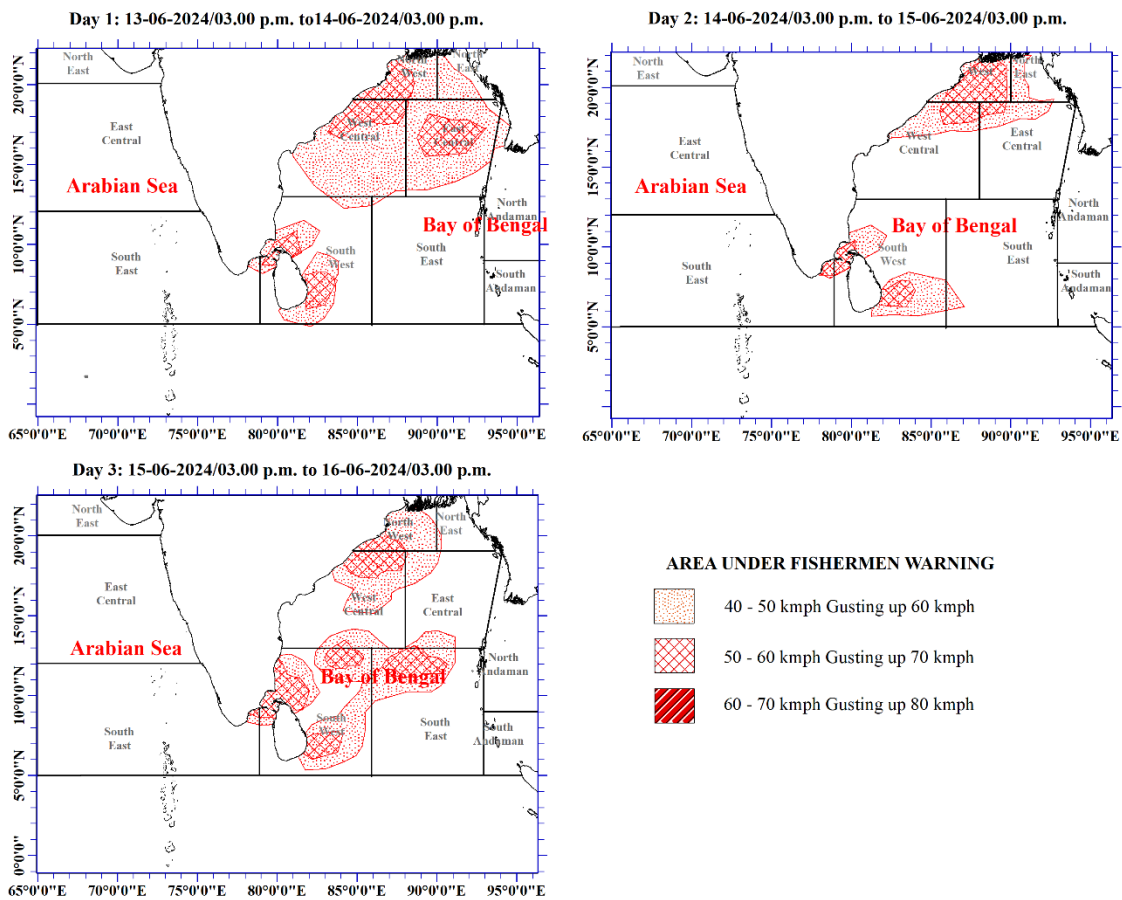 Day 1: 13-06-2024/03.00 p.m. to14-06-2024/03.00 p.m.
North
East
North
West
North
East
20°0'0"N
East
Central
West
Central
East
Central
15°0'0"N
Arabian Sea
Bay of Bengal
North
Andaman
10°0'0"N
South
East
South
West
South
East
South
Andaman
5°0'0"N
65°0'0"E 70°0'0"E 75°0'0"E 80°0'0"E 85°0'0"E 90°0'0"E 95°0'0"E
Day 2: 14-06-2024/03.00 p.m. to 15-06-2024/03.00 p.m.
North
East
West
North
East
20°0'0"N
East
Central
West
Central
East
Central
15°0'0"N
Arabian Sea
Bay of Bengal
North
Andaman
10°0'0"N
South
East
South
West
South
East
South
Andaman
5°0'0"N
65°0'0"E 70°0'0"E 75°0'0"E 80°0'0"E 85°0'0"E 90°0'0"E 95°0'0"E
Day 3: 15-06-2024/03.00 p.m. to 16-06-2024/03.00 p.m.
North
East
North
West
North
East
20°0'0"N
East
Central
West
Central
East
Central
15°0'0"N
Arabian Sea
Bay of Bengal
North
Andaman
10°0'0"N
South
East
South
West
South
East
South
Andaman
5°0'0"N
0°0'0"
65°0'0"E 70°0'0"E 75°0'0"E 80°0'0"E 85°0'0"E 90°0'0"E 95°0'0"E
AREA UNDER FISHERMEN WARNING
40 - 50 kmph Gusting up 60 kmph
50 - 60 kmph Gusting up 70 kmph
60 - 70 kmph Gusting up 80 kmph